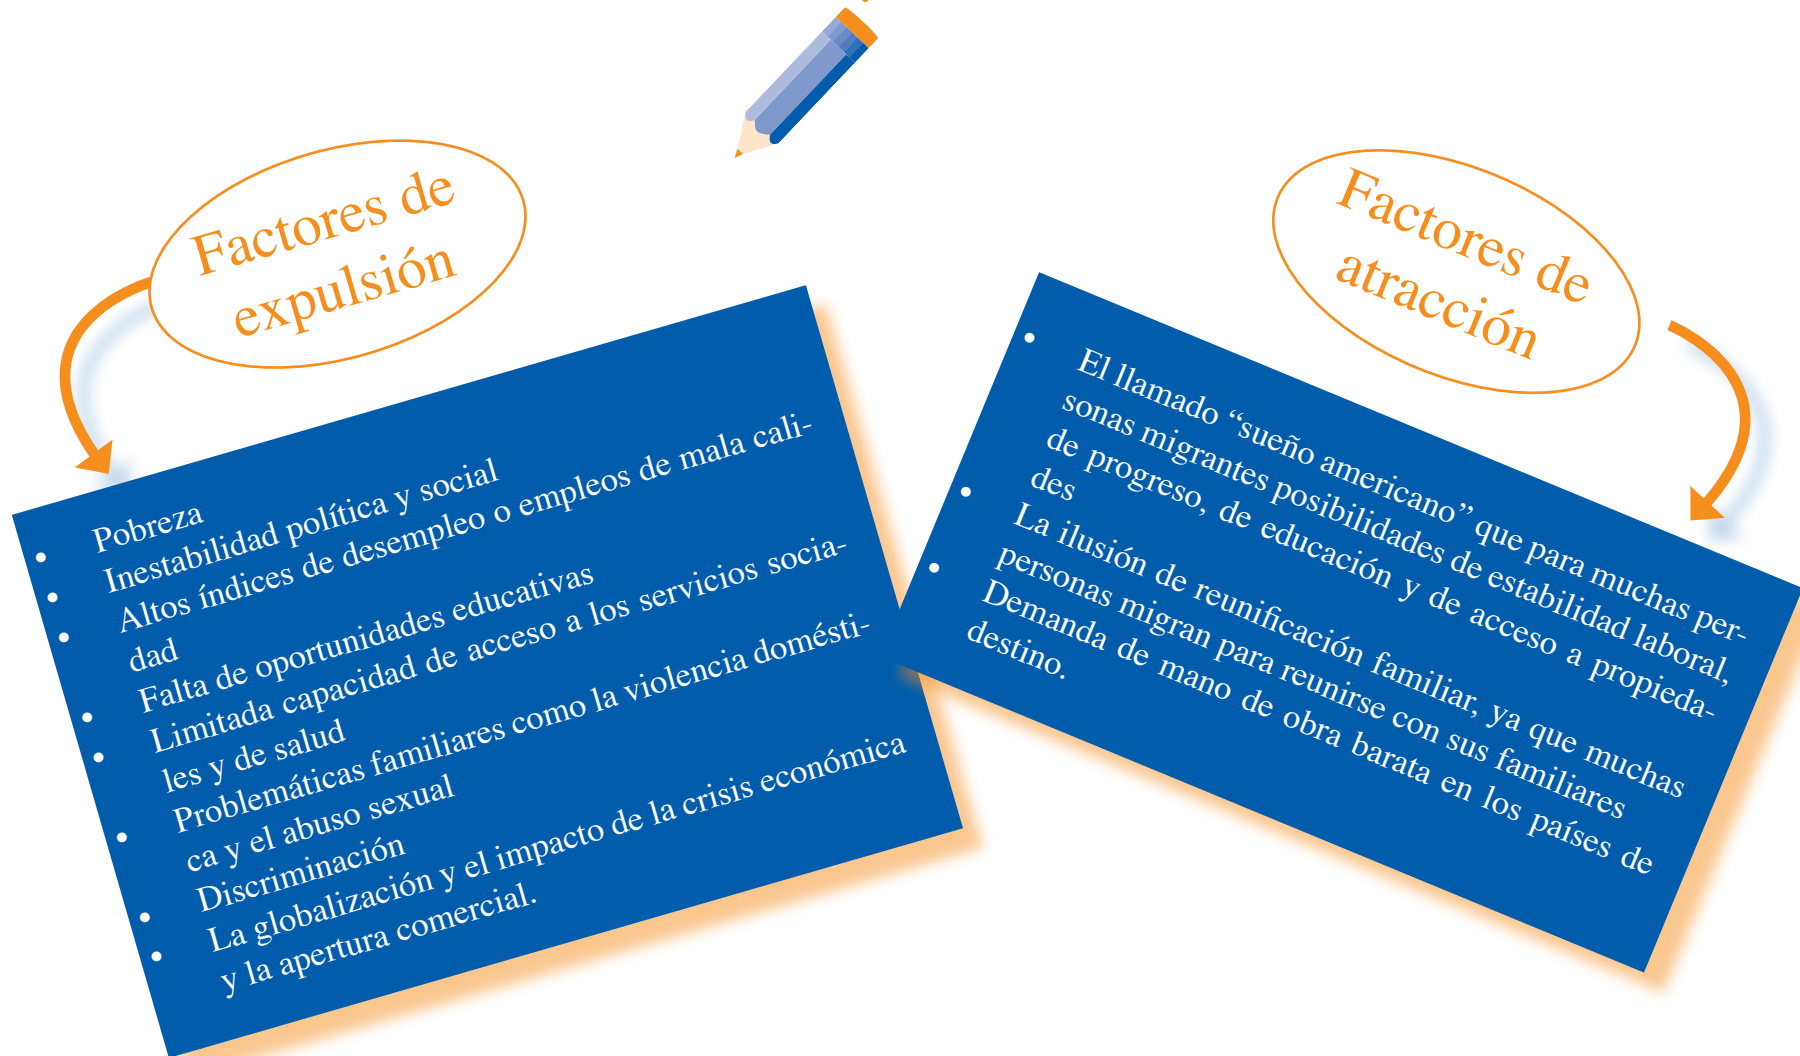 Factores de
expulsión
• Pobreza
• Inestabilidad política y social
• Altos índices de desempleo o empleos de mala cali-
dad
• Falta de oportunidades educativas
• Limitada capacidad de acceso a los servicios socia-
les y de salud
• Problemáticas familiares como la violencia domésti-
ca y el abuso sexual
• Discriminación
• La globalización y el impacto de la crisis económica
y la apertura comercial.
Factores de
atracción
• El llamado “sueño americano” que para muchas per-
sonas migrantes posibilidades de estabilidad laboral,
de progreso, de educación y de acceso a propieda-
des
• La ilusión de reunificación familiar, ya que muchas
personas migran para reunirse con sus familiares
• Demanda de mano de obra barata en los países de
destino.